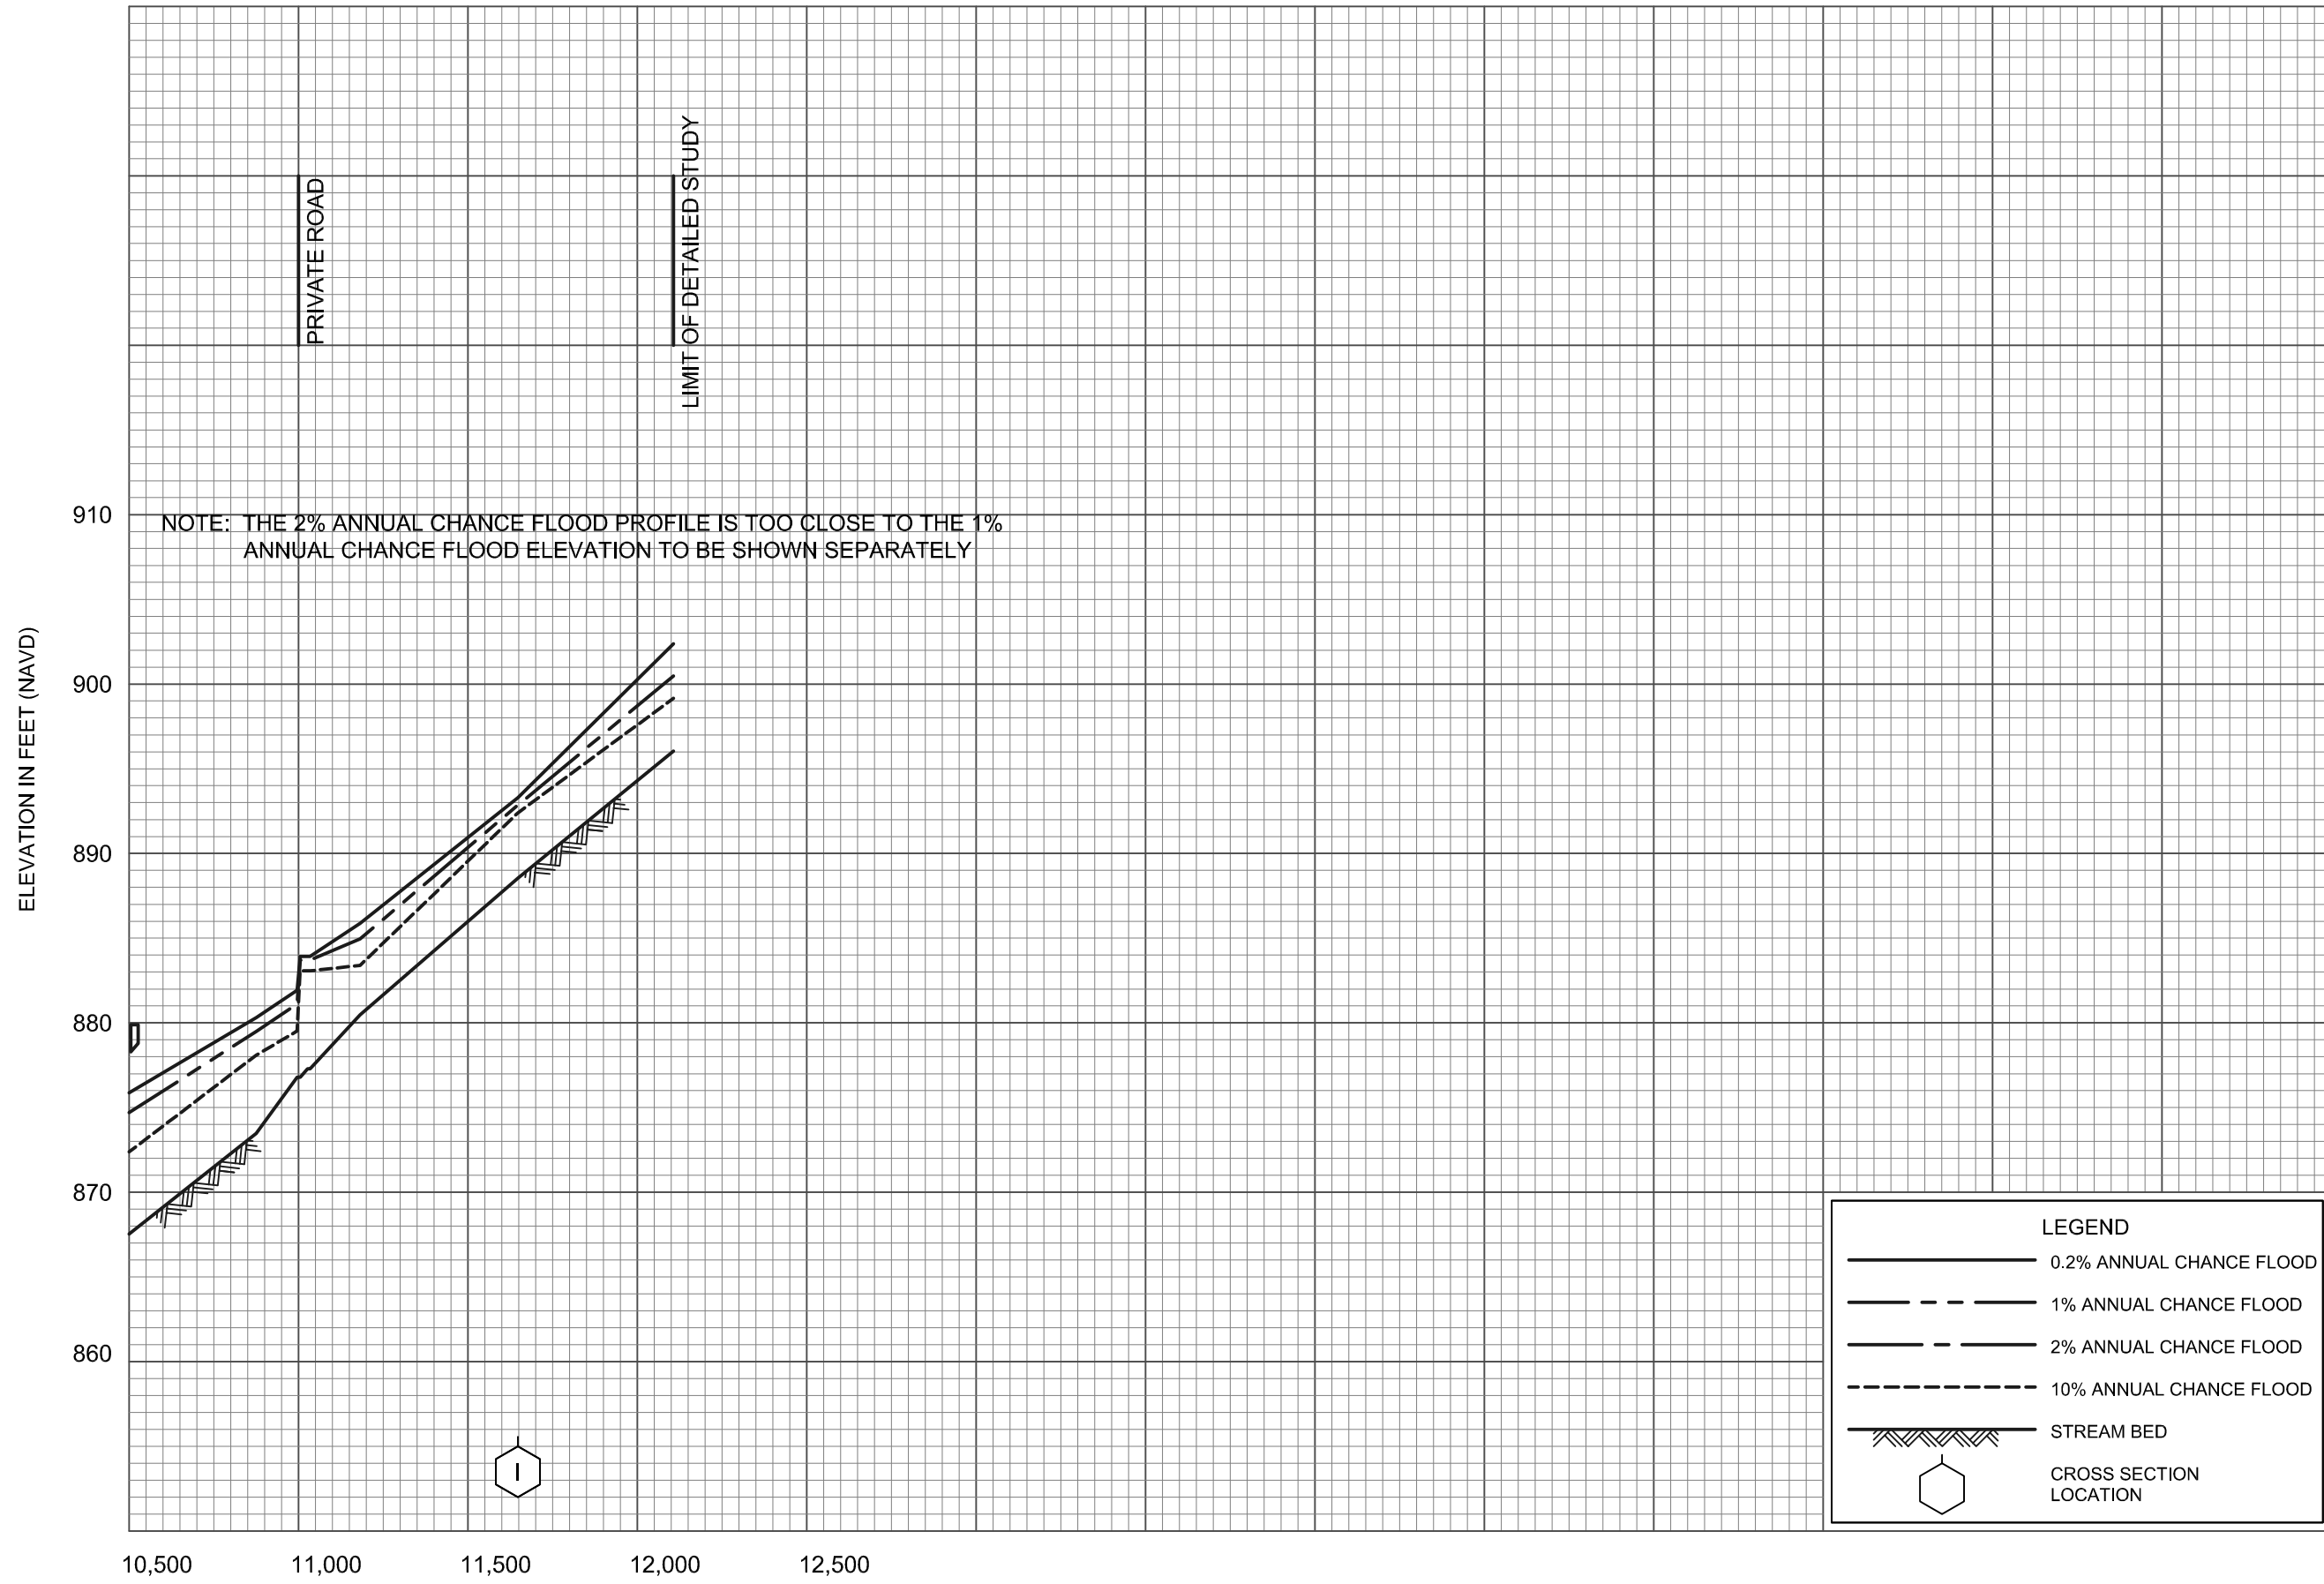 PRIVATE ROAD
LIMIT OF DETAILED STUDY
910
NOTE: THE 2% ANNUAL CHANCE FLOOD PROFILE IS TOO CLOSE TO THE 1%
ANNUAL CHANCE FLOOD ELEVATION TO BE SHOWN SEPARATELY
ELEVATION IN FEET (NAVD)
900
890
880
870
860
I
LEGEND
0.2% ANNUAL CHANCE FLOOD
1% ANNUAL CHANCE FLOOD
2% ANNUAL CHANCE FLOOD
10% ANNUAL CHANCE FLOOD
STREAM BED
CROSS SECTION
LOCATION
10,500 11,000 11,500 12,000 12,500